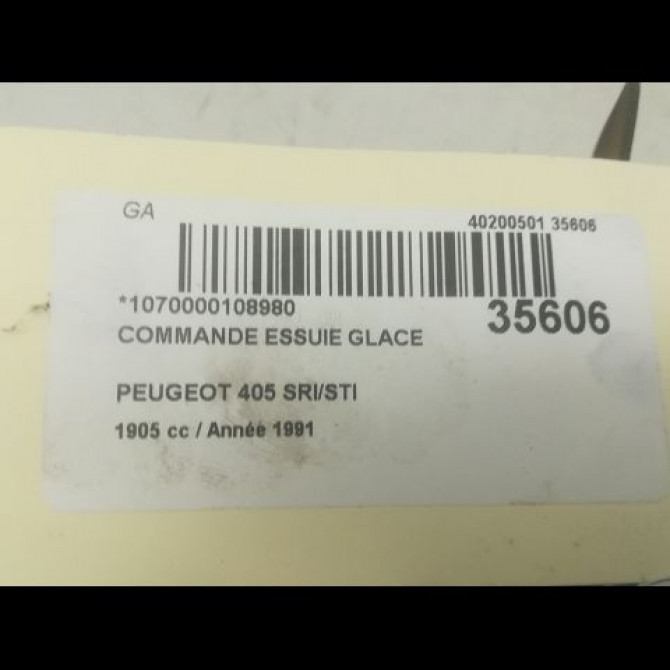 GA
40200501 35606
*1070000108980
35606
COMMANDE ESSUIE GLACE
PEUGEOT 405 SRI/STI
1905 cc / Année 1991